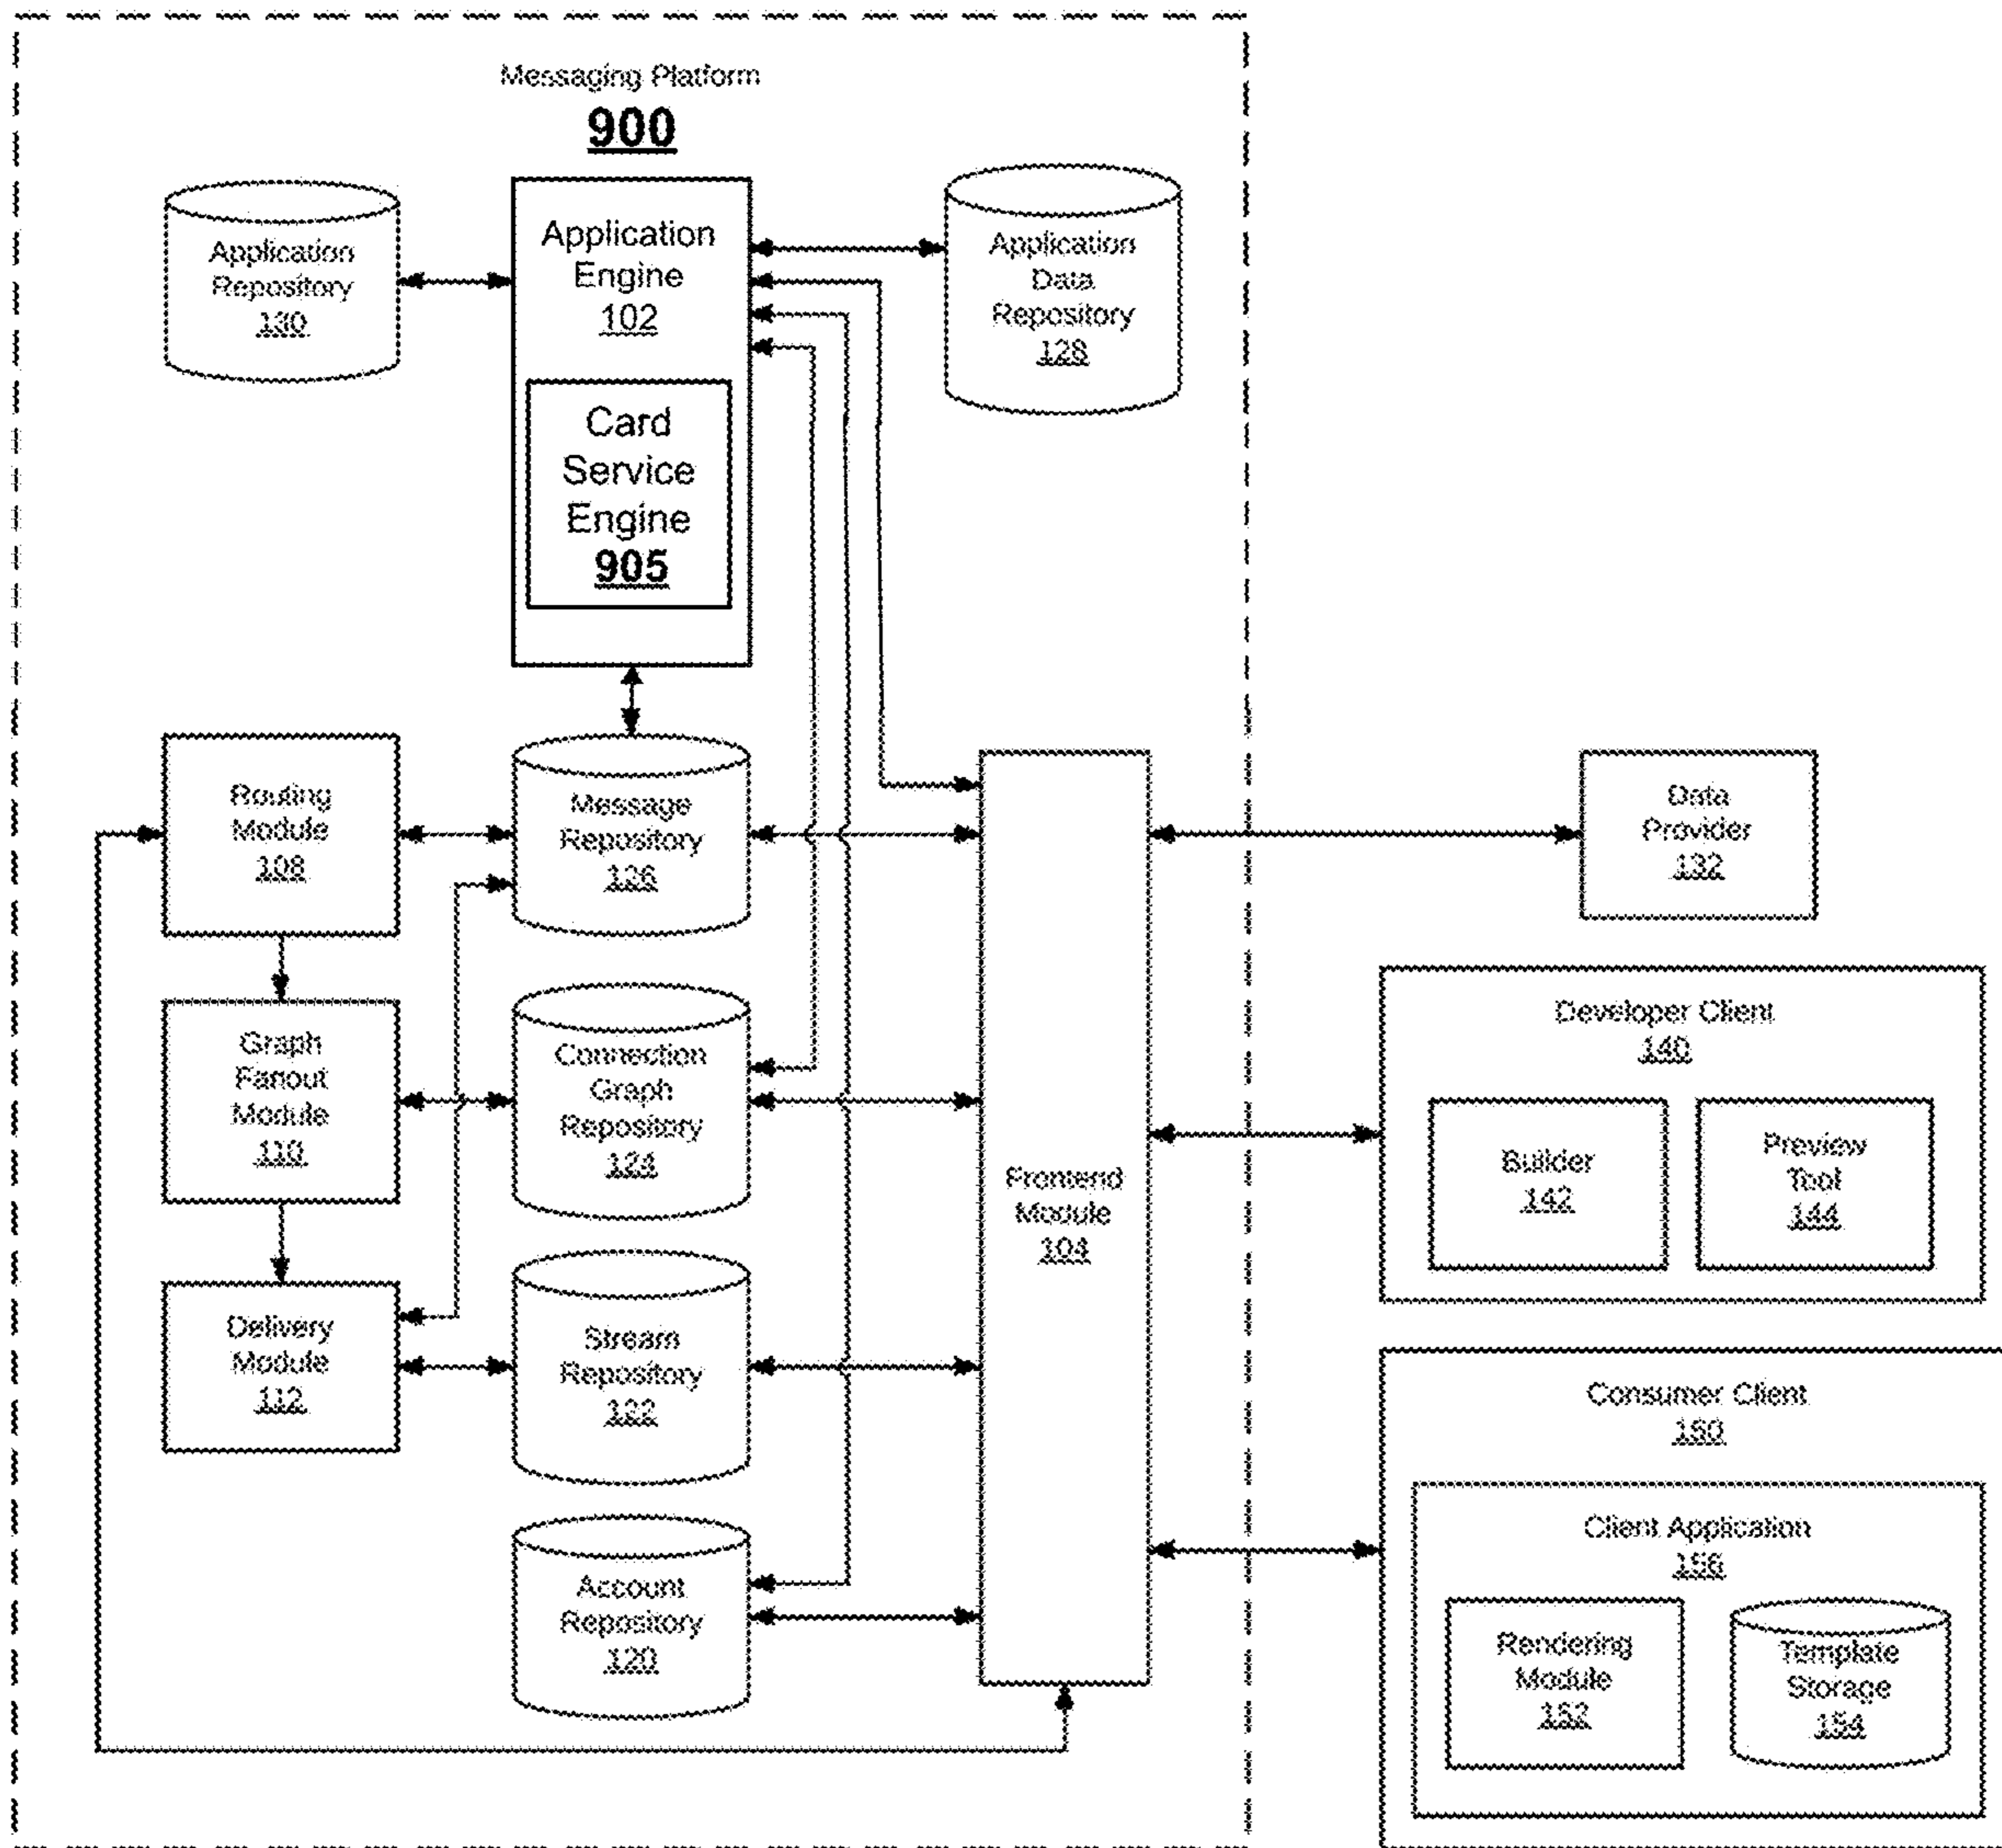 Messaging Platform
900
Application
Repository
130
Application
Engine
102
Card
Service
Engine
905
Application
Data
Repository
128
Routing
Module
108
Message
Repository
126
Graph
Fanout
Module
110
Connection
Graph
Repository
124
Delivery
Module
112
Stream
Repository
122
Account
Repository
120
Frontend
Module
104
Data
Provider
132
Developer Client
140
Builder
142
Preview
Tool
144
Consumer Client
150
Client Application
156
Rendering
Module
152
Template
Storage
154